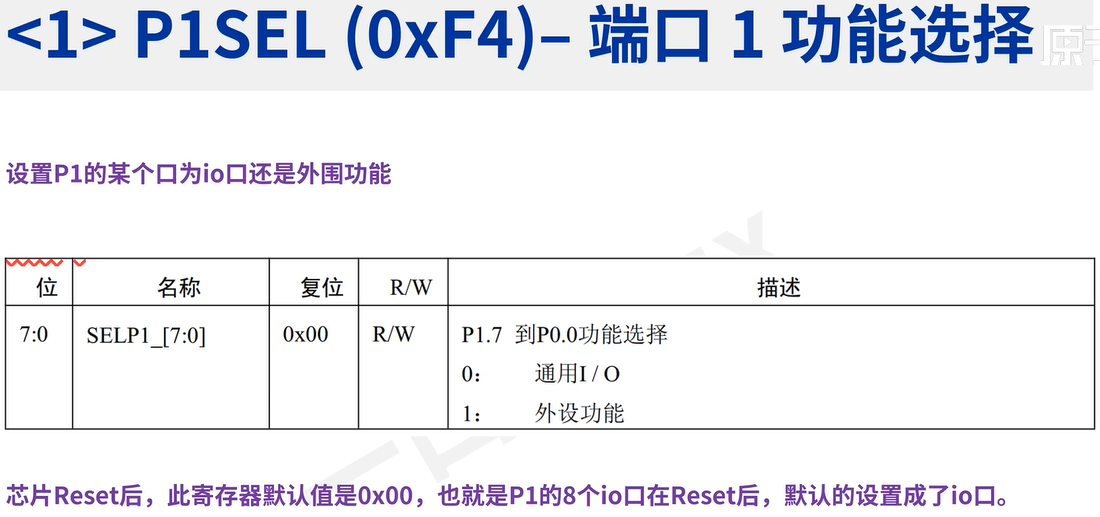 <1> P1SEL (0xF4)– 端口 1 功能选择
设置P1的某个口为io口还是外围功能
位 名称 复位 R/W 描述
7:0 SELP1_[7:0] 0x00 R/W P1.7 到P0.0功能选择
0： 通用I / O
1： 外设功能
芯片Reset后，此寄存器默认值是0x00，也就是P1的8个io口在Reset后，默认的设置成了io口。